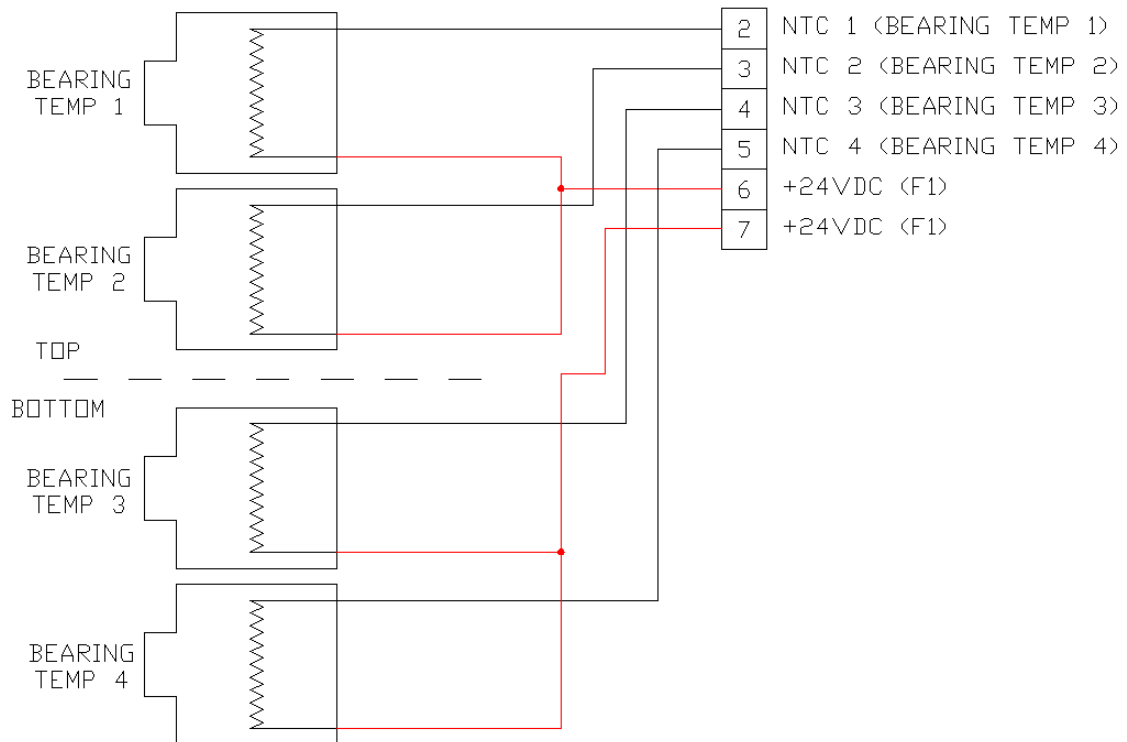 BEARING
TEMP 1
BEARING
TEMP 2
TOP
BOTTOM
BEARING
TEMP 3
BEARING
TEMP 4
2 NTC 1 (BEARING TEMP 1)
3 NTC 2 (BEARING TEMP 2)
4 NTC 3 (BEARING TEMP 3)
5 NTC 4 (BEARING TEMP 4)
6 +24VDC (F1)
7 +24VDC (F1)